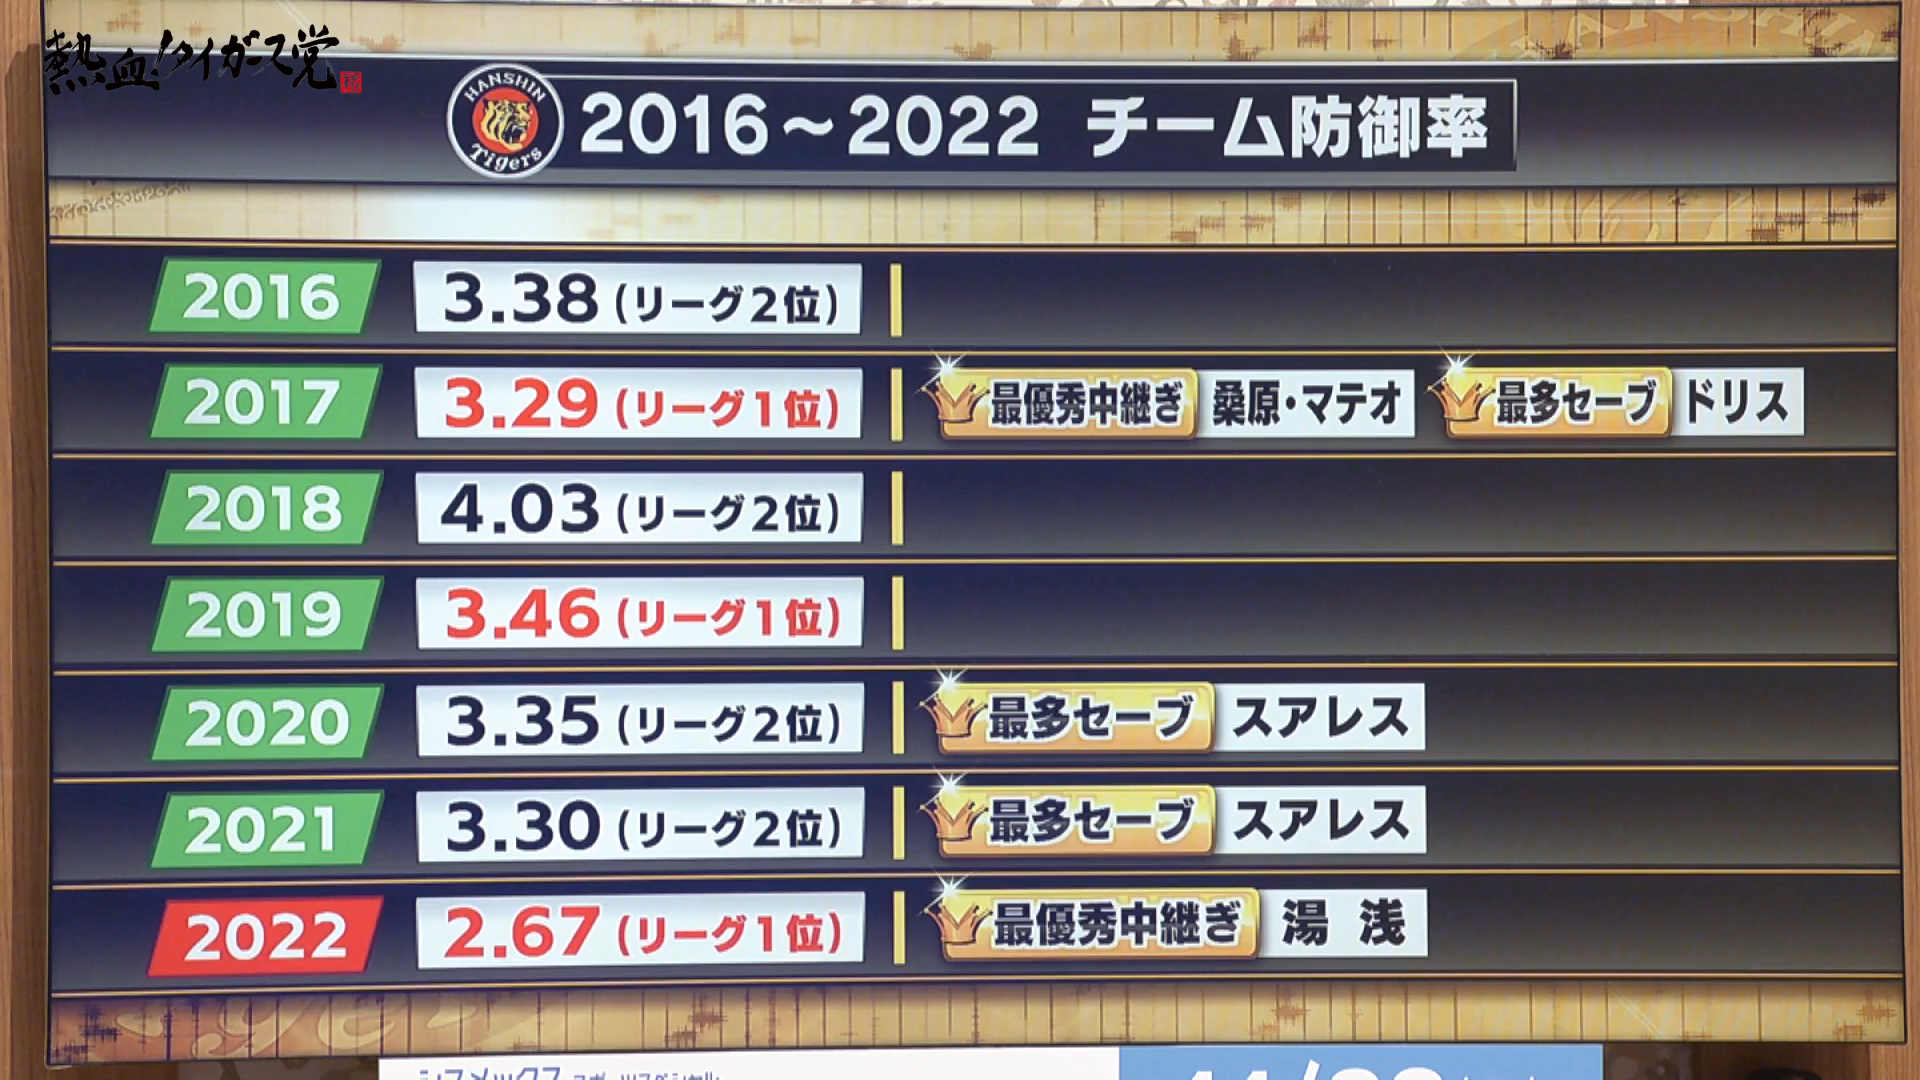 熱血!タイガース党
HANSHIN Tigers
2016～2022 チーム防御率
2016 3.38 (リーグ2位)
2017 3.29 (リーグ1位) 最優秀中継ぎ 桑原・マテオ 最多セーブ ドリス
2018 4.03 (リーグ2位)
2019 3.46 (リーグ1位)
2020 3.35 (リーグ2位) 最多セーブ スアレス
2021 3.30 (リーグ2位) 最多セーブ スアレス
2022 2.67 (リーグ1位) 最優秀中継ぎ 湯 浅